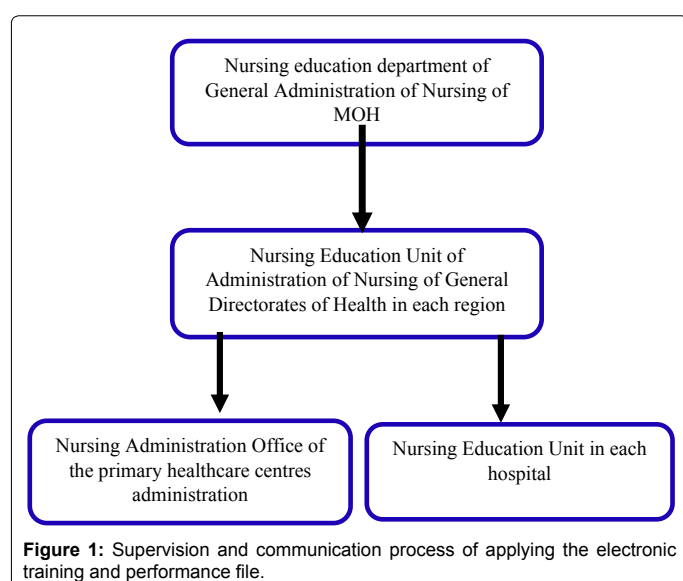 Nursing education department of
General Administration of Nursing of
MOH
Nursing Education Unit of
Administration of Nursing of General
Directorates of Health in each region
Nursing Administration Office of
the primary healthcare centres
administration
Nursing Education Unit in each
hospital
Figure 1: Supervision and communication process of applying the electronic
training and performance file.